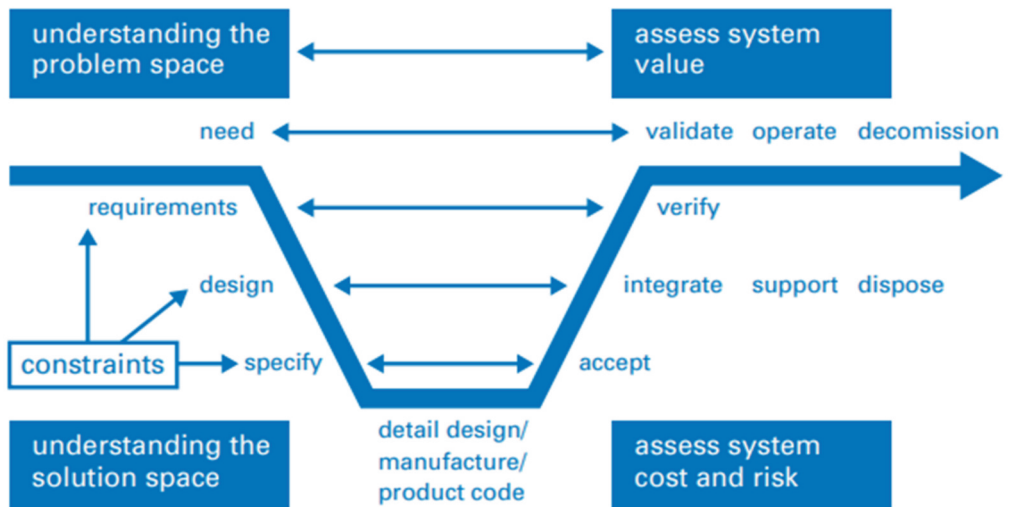 understanding the
problem space
assess system
value
need
validate operate decomission
requirements
verify
design
integrate support dispose
constraints
specify
accept
understanding the
solution space
detail design/
manufacture/
product code
assess system
cost and risk